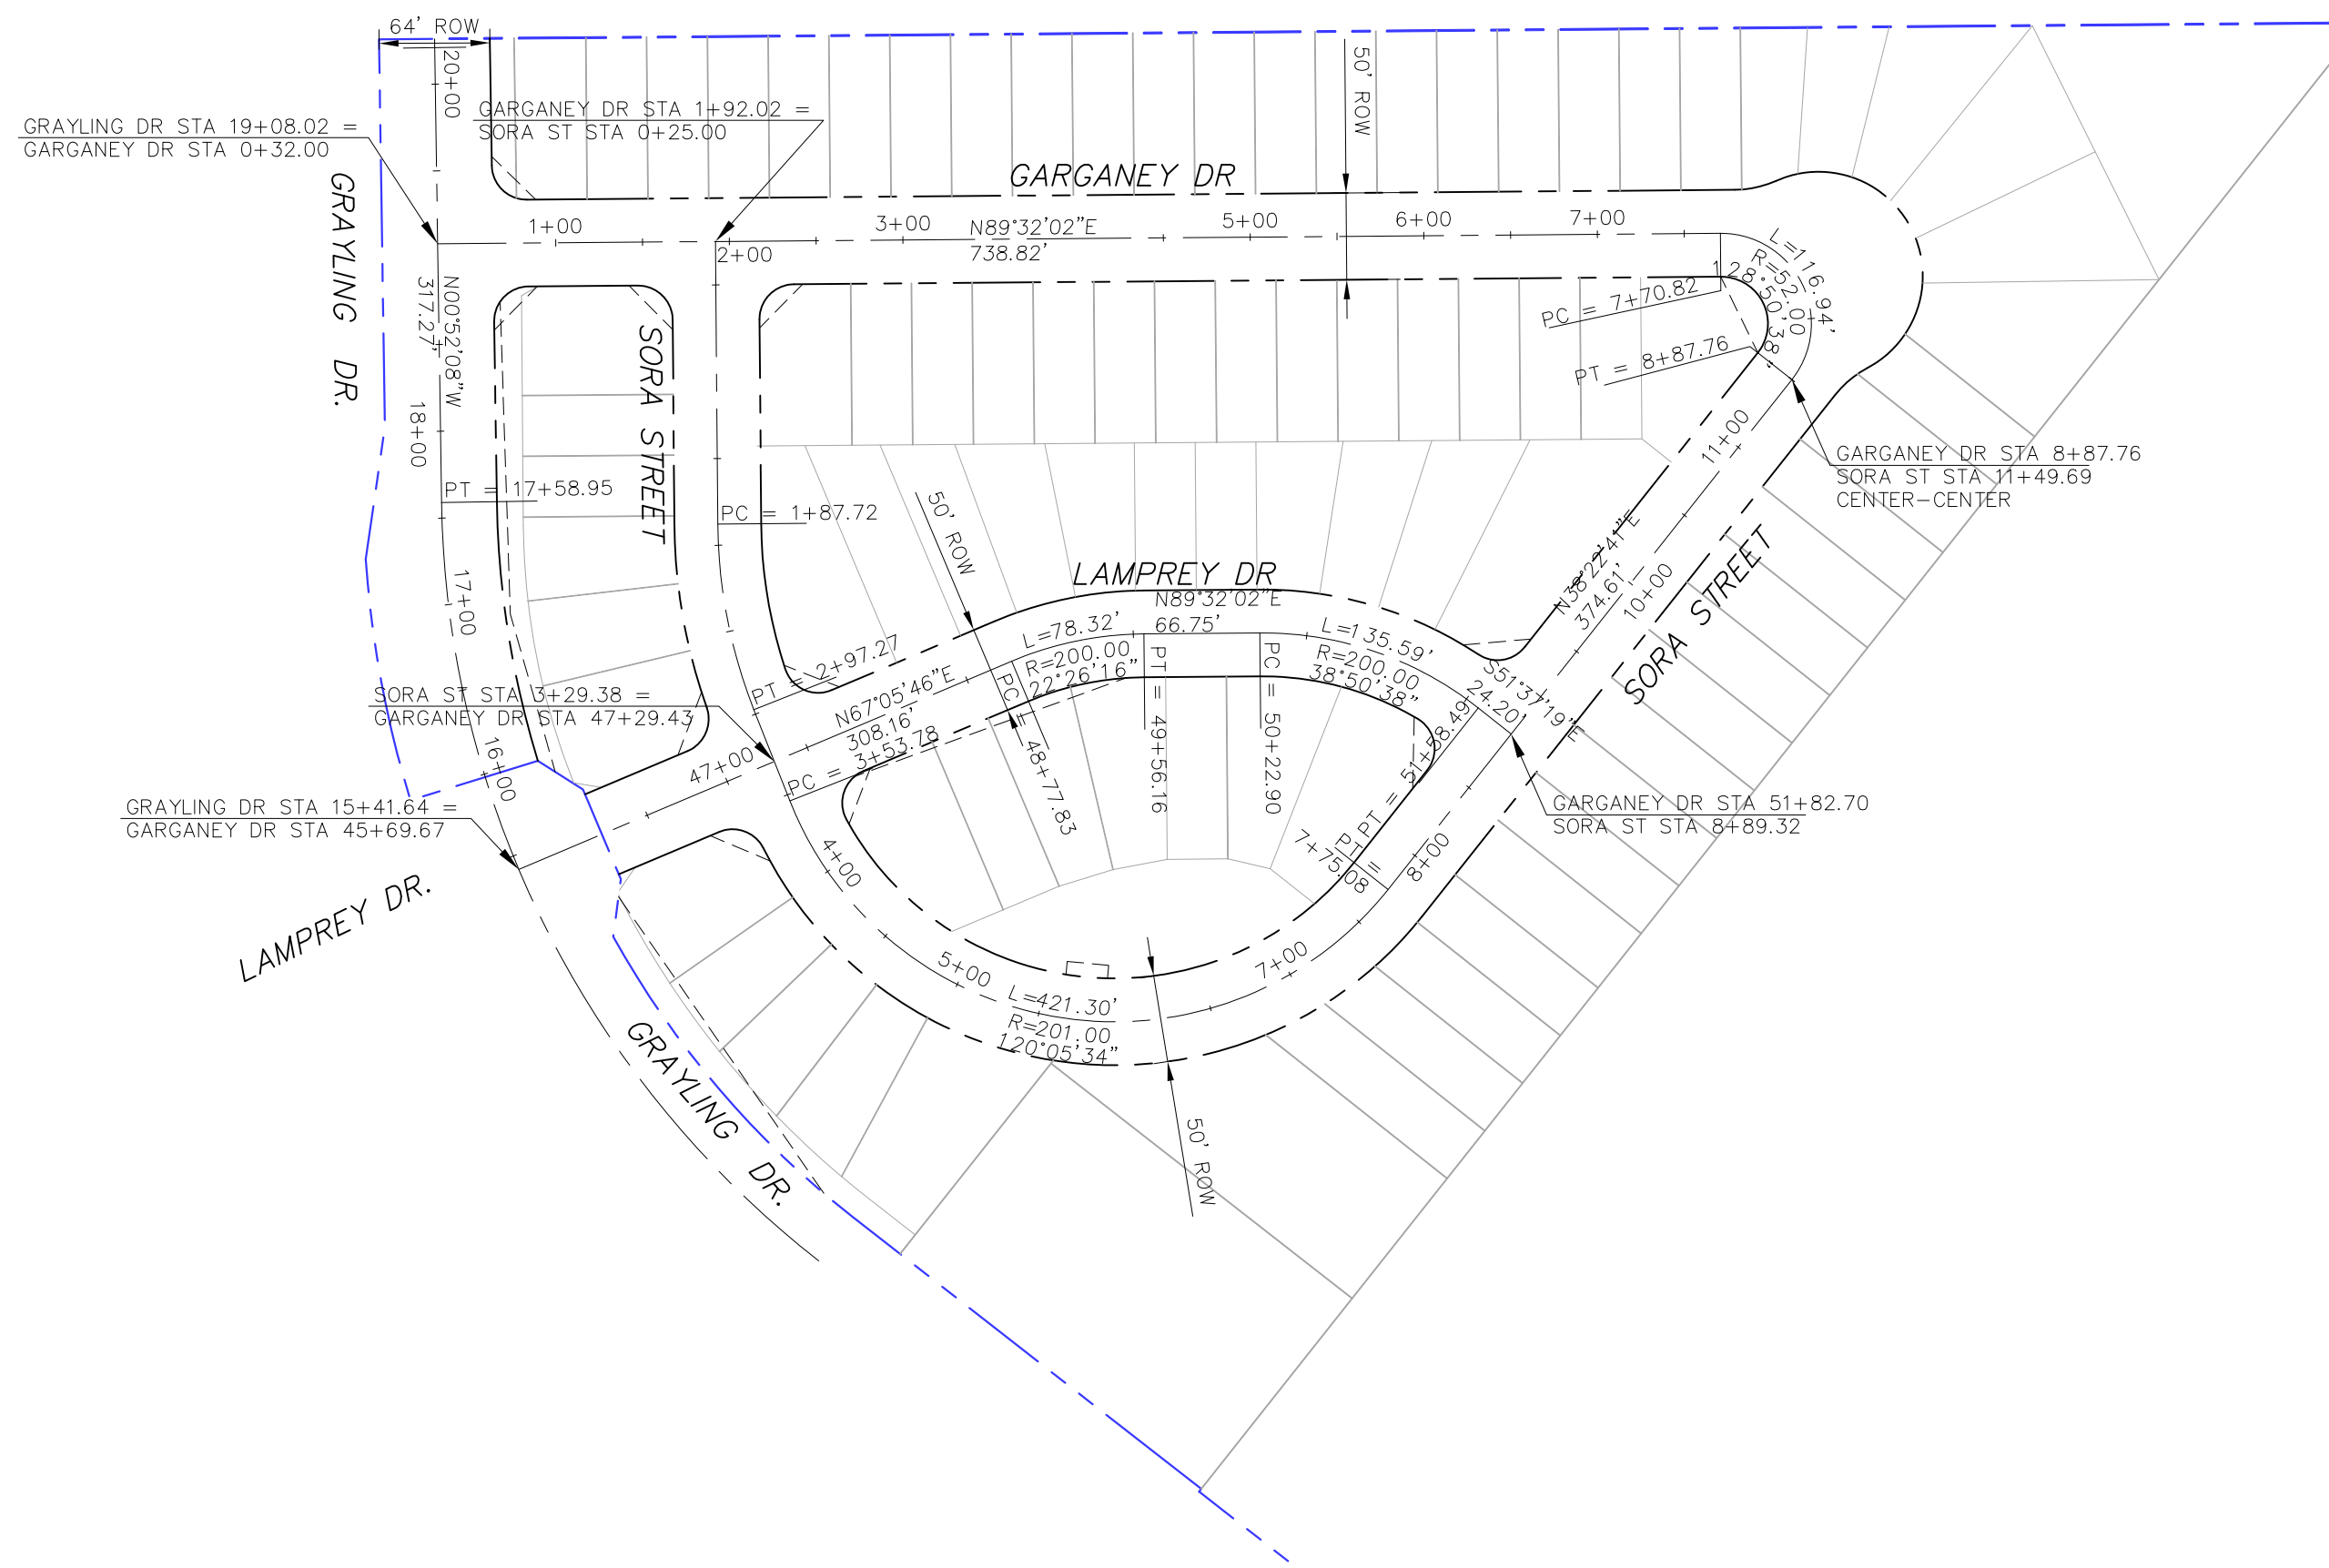 64' ROW
20+00
GRAYLING DR STA 19+08.02 =
GARGANEY DR STA 0+32.00
GARGANEY DR STA 1+92.02 =
SORA ST STA 0+25.00
50' ROW
GARGANEY DR
GRAYLING DR.
1+00
2+00
3+00
N89°32'02"E
738.82'
5+00
6+00
7+00
L=116.94'
R=52.00
128°50'38"
PC = 7+70.82
PT = 8+87.76
N00°52'08"W
317.27'
18+00
SORA STREET
PT = 17+58.95
PC = 1+87.72
11+00
GARGANEY DR STA 8+87.76
SORA ST STA 11+49.69
CENTER-CENTER
50' ROW
17+00
LAMPREY DR
N89°32'02"E
66.75'
N38°22'41"E
374.61'
10+00
SORA STREET
L=78.32'
R=200.00
22°26'16"
L=135.59'
R=200.00
38°50'38"
S51°37'19"E
24.20'
PT = 2+97.27
N67°05'46"E
308.16'
PC = 3+53.78
PC = 48+77.83
PT = 49+56.16
PC = 50+22.90
PT = 51+58.49
SORA ST STA 3+29.38 =
GARGANEY DR STA 47+29.43
16+00
47+00
GRAYLING DR STA 15+41.64 =
GARGANEY DR STA 45+69.67
GARGANEY DR STA 51+82.70
SORA ST STA 8+89.32
4+00
PT =
7+75.08
8+00
LAMPREY DR.
5+00
7+00
L=421.30'
R=201.00
120°05'34"
GRAYLING DR.
50' ROW